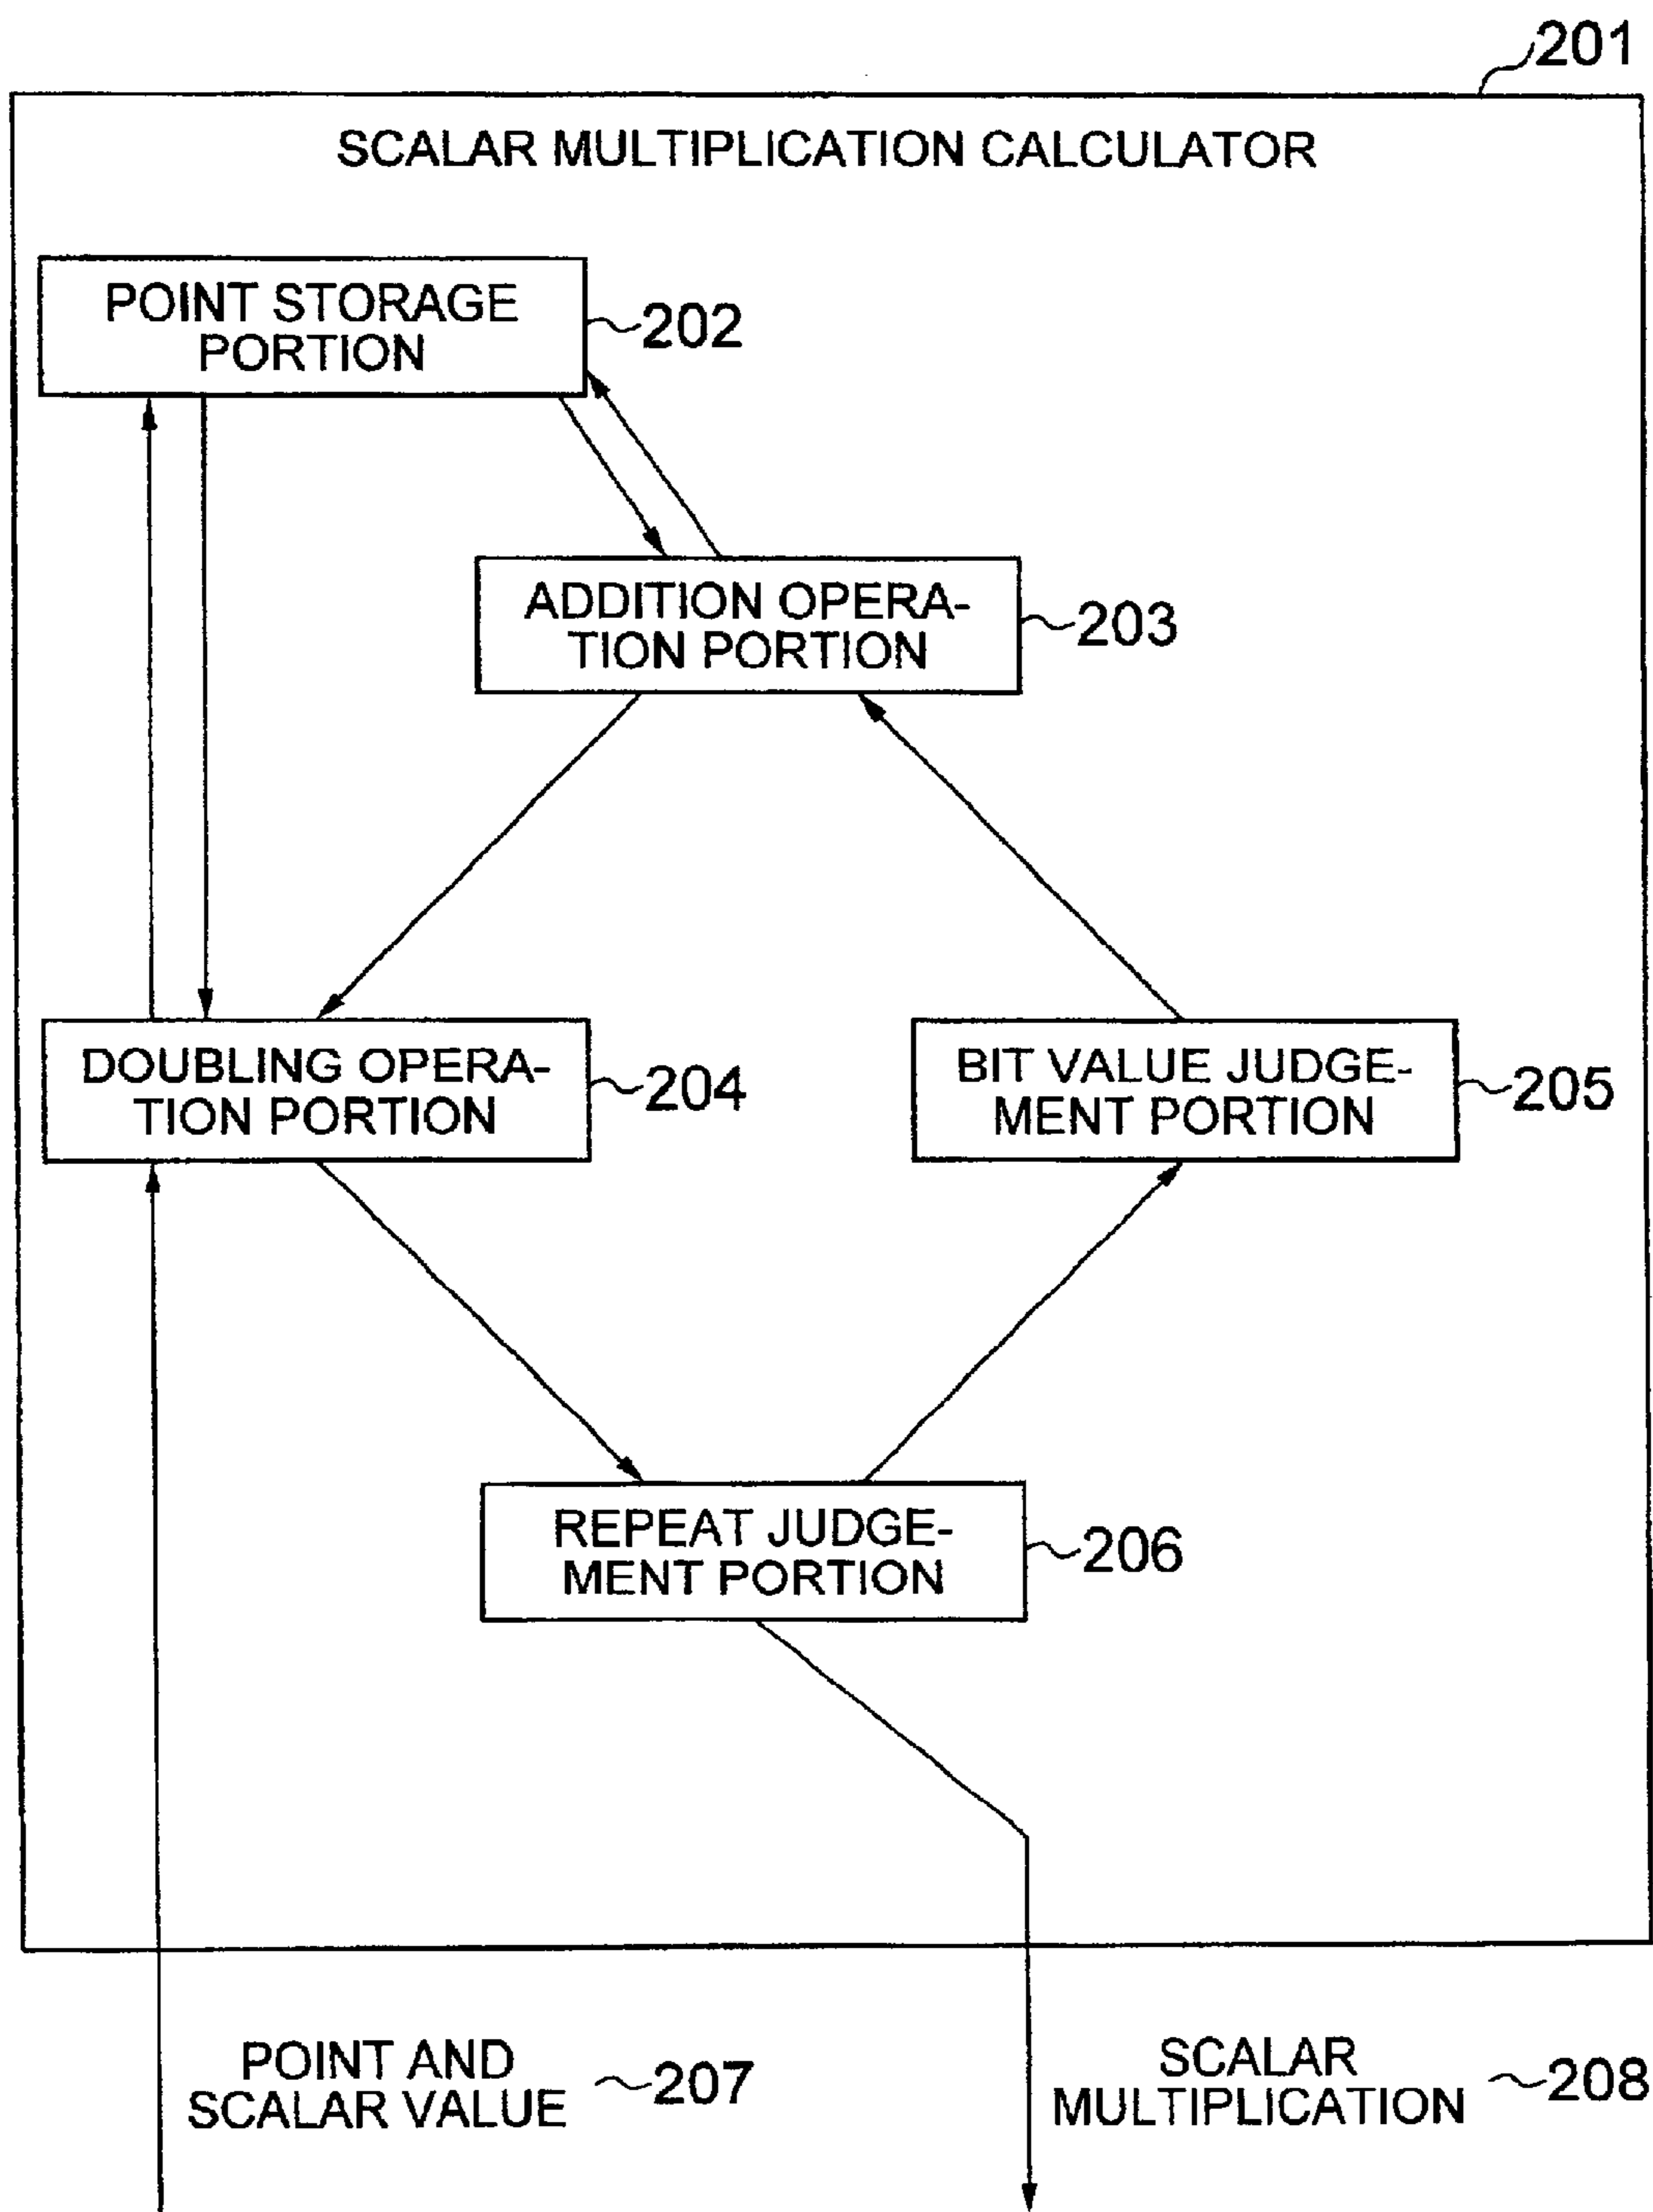 201
SCALAR MULTIPLICATION CALCULATOR
POINT STORAGE
PORTION
202
ADDITION OPERA-
TION PORTION
203
DOUBLING OPERA-
TION PORTION
204
BIT VALUE JUDGE-
MENT PORTION
205
REPEAT JUDGE-
MENT PORTION
206
POINT AND
SCALAR VALUE
207
SCALAR
MULTIPLICATION
208